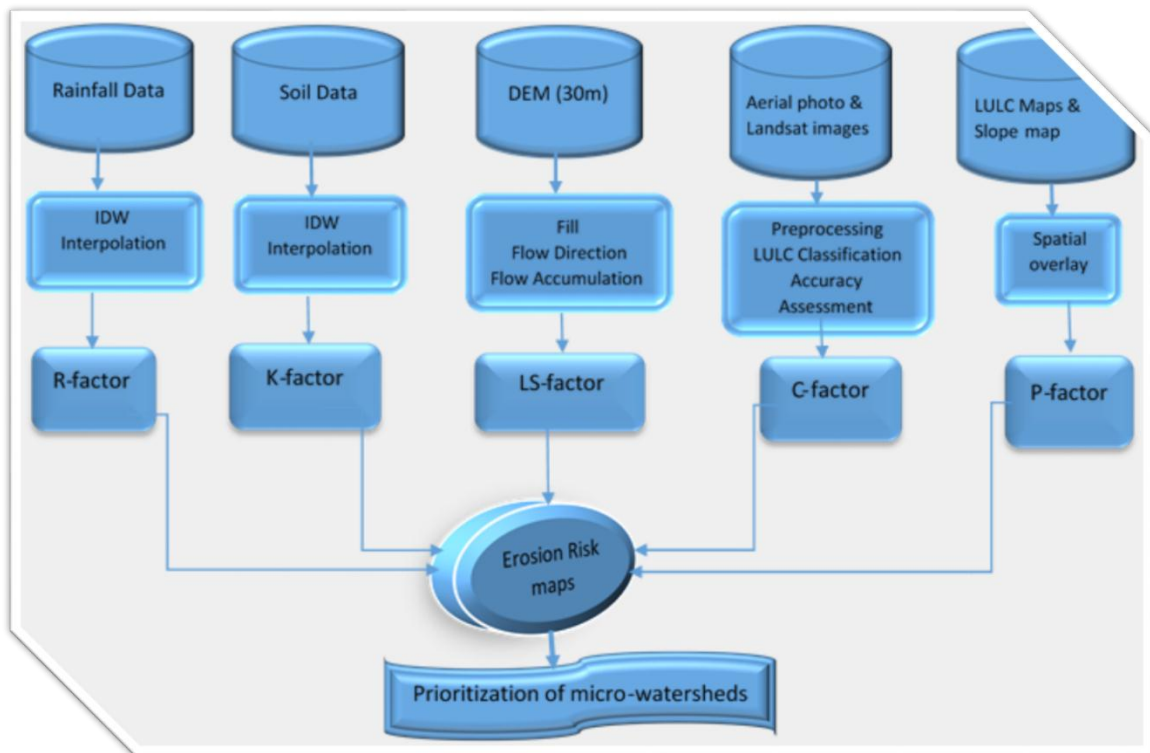 Rainfall Data
Soil Data
DEM (30m)
Aerial photo &
Landsat images
LULC Maps &
Slope map
IDW
Interpolation
IDW
Interpolation
Fill
Flow Direction
Flow Accumulation
Preprocessing
LULC Classification
Accuracy
Assessment
Spatial
overlay
R-factor
K-factor
LS-factor
C-factor
P-factor
Erosion Risk
maps
Prioritization of micro-watersheds